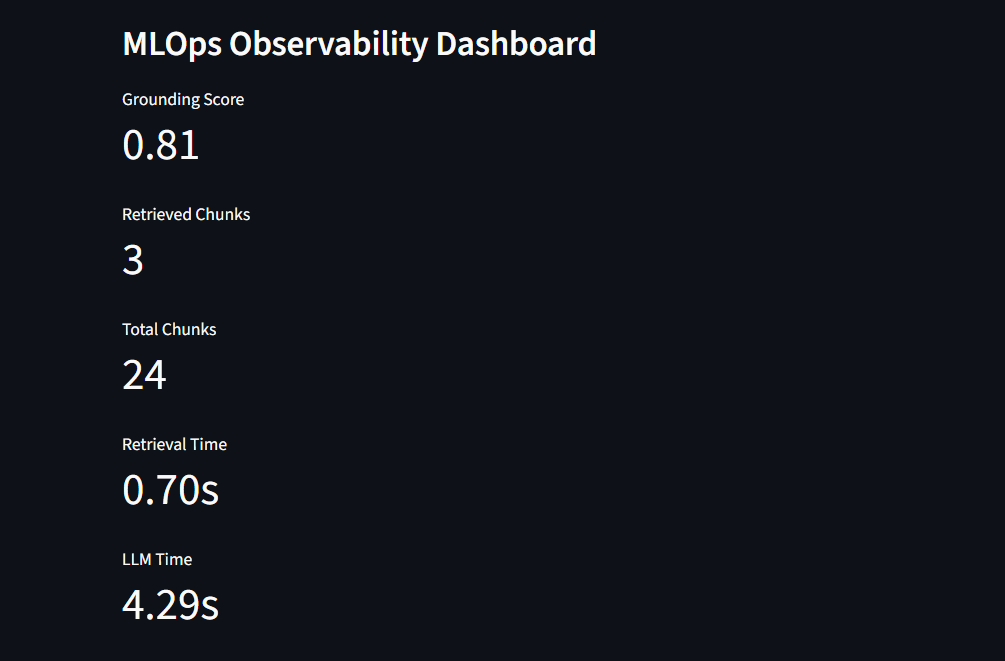 MLOps Observability Dashboard
Grounding Score
0.81
Retrieved Chunks
3
Total Chunks
24
Retrieval Time
0.70s
LLM Time
4.29s